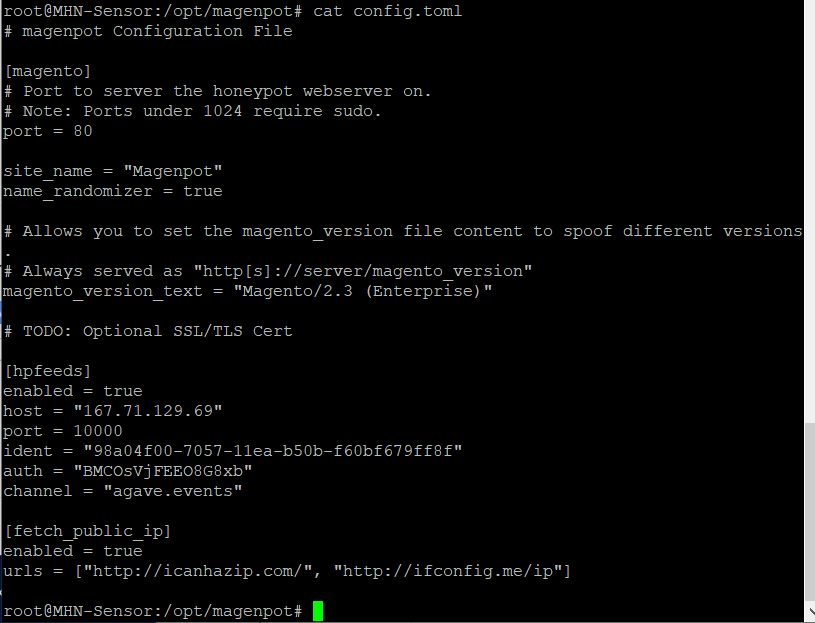 root@MHN-Sensor:/opt/magenpot# cat config.toml
# magenpot Configuration File
[magento]
# Port to server the honeypot webserver on.
# Note: Ports under 1024 require sudo.
port = 80
site_name = "Magenpot"
name_randomizer = true
# Allows you to set the magento_version file content to spoof different versions
.
# Always served as "http[s]://server/magento_version"
magento_version_text = "Magento/2.3 (Enterprise)"
# TODO: Optional SSL/TLS Cert
[hpfeeds]
enabled = true
host = "167.71.129.69"
port = 10000
ident = "98a04f00-7057-11ea-b50b-f60bf679ff8f"
auth = "BMCOsVjFEEO8G8xb"
channel = "agave.events"
[fetch_public_ip]
enabled = true
urls = ["http://icanhazip.com/", "http://ifconfig.me/ip"]
root@MHN-Sensor:/opt/magenpot#